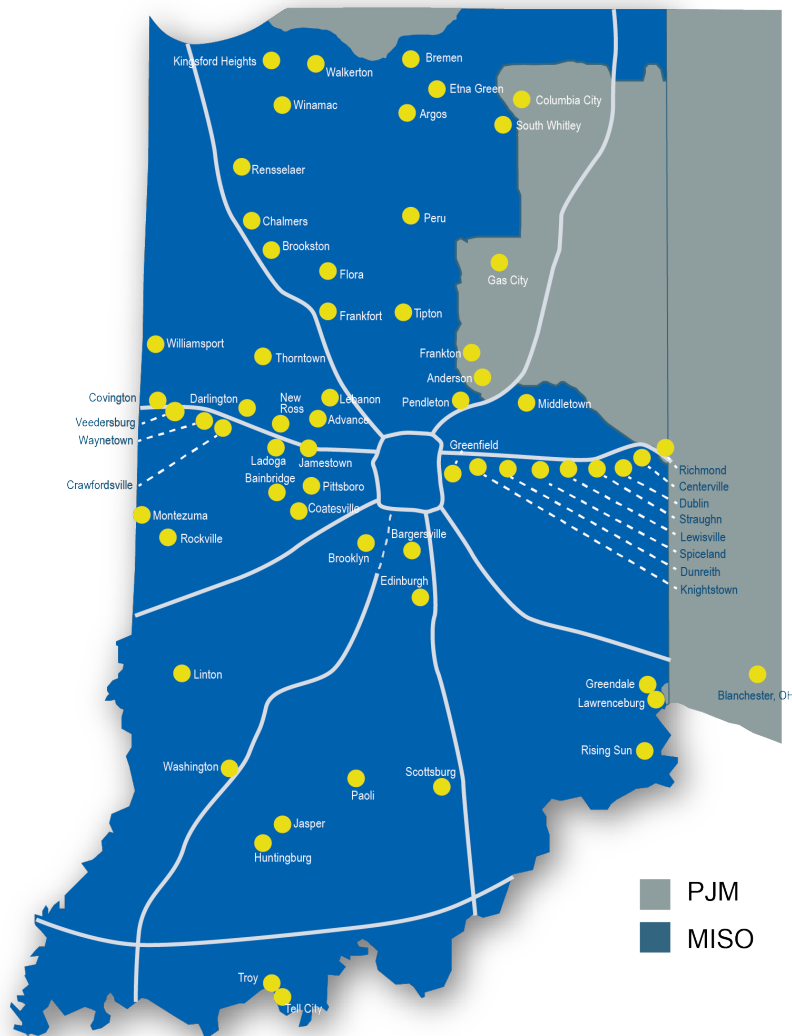 Kingsford Heights
Walkerton
Bremen
Etna Green
Columbia City
Winamac
Argos
South Whitley
Rensselaer
Chalmers
Peru
Brookston
Flora
Gas City
Frankfort
Tipton
Williamsport
Thorntown
Frankton
Anderson
Covington
Darlington
New
Ross
Lebanon
Pendleton
Middletown
Veedersburg
Advance
Waynetown
Greenfield
Ladoga
Jamestown
Richmond
Crawfordsville
Bainbridge
Pittsboro
Centerville
Dublin
Montezuma
Coatesville
Straughn
Rockville
Bargersville
Lewisville
Brooklyn
Spiceland
Edinburgh
Dunreith
Knightstown
Linton
Greendale
Lawrenceburg
Blanchester, OH
Washington
Rising Sun
Scottsburg
Paoli
Jasper
Huntingburg
PJM
MISO
Troy
Tell City